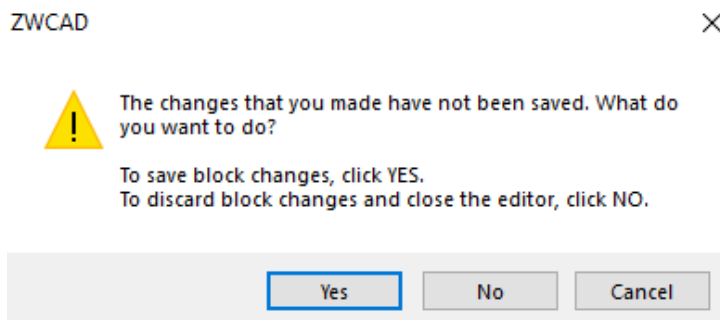 ZWCAD
The changes that you made have not been saved. What do
you want to do?
To save block changes, click YES.
To discard block changes and close the editor, click NO.
Yes
No
Cancel